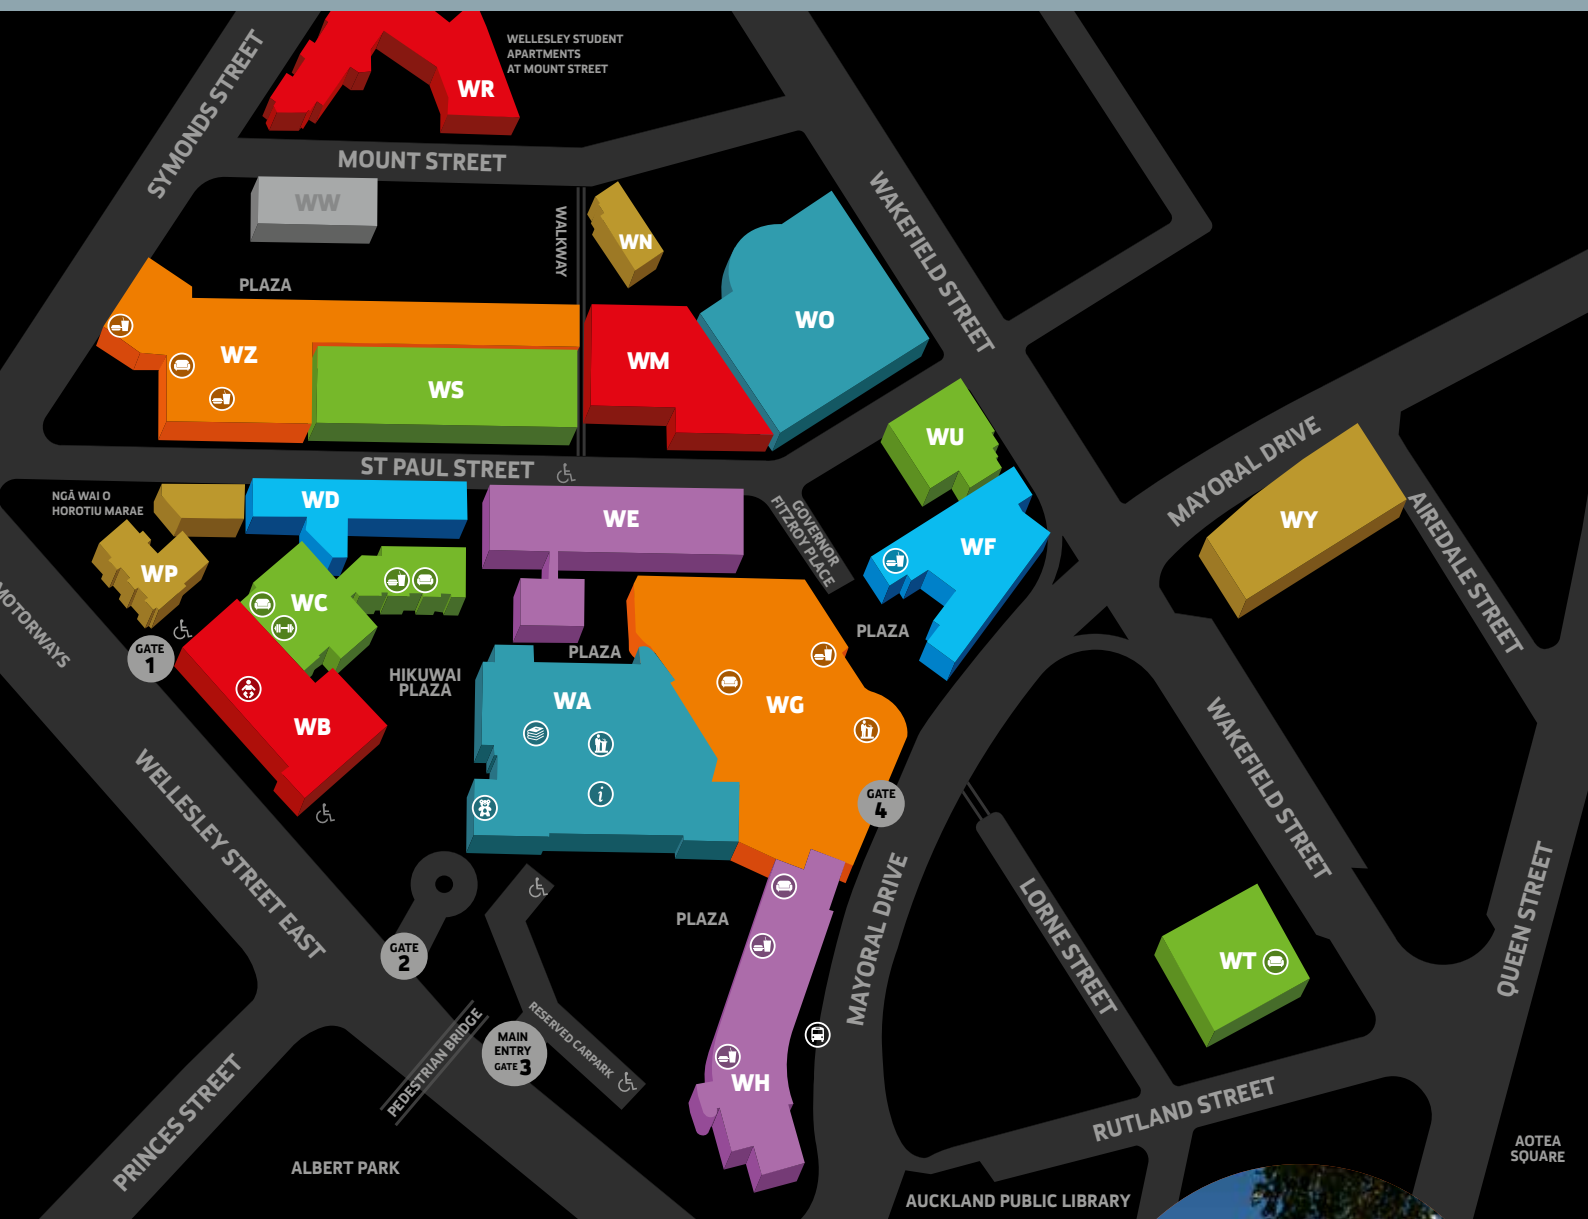 WELLESLEY STUDENT
APARTMENTS
AT MOUNT STREET
WR
SYMONDS STREET
MOUNT STREET
WW
WALKWAY
WN
WAKEFIELD STREET
PLAZA
WO
WZ
WM
WS
WU
MAYORAL DRIVE
ST PAUL STREET
NGĀ WAI O
HOROTIU MARAE
WD
WE
GOVERNOR
FITZROY PLACE
WF
WY
AIREDALE STREET
WP
WC
MOTORWAYS
GATE
1
PLAZA
PLAZA
HIKUWAI
PLAZA
WA
WG
WB
WAKEFIELD STREET
WELLESLEY STREET EAST
i
GATE
4
MAYORAL DRIVE
LORNE STREET
QUEEN STREET
PLAZA
GATE
2
WT
PEDESTRIAN BRIDGE
MAIN
ENTRY
GATE 3
RESERVED CARPARK
WH
PRINCES STREET
RUTLAND STREET
ALBERT PARK
AOTEA
SQUARE
AUCKLAND PUBLIC LIBRARY